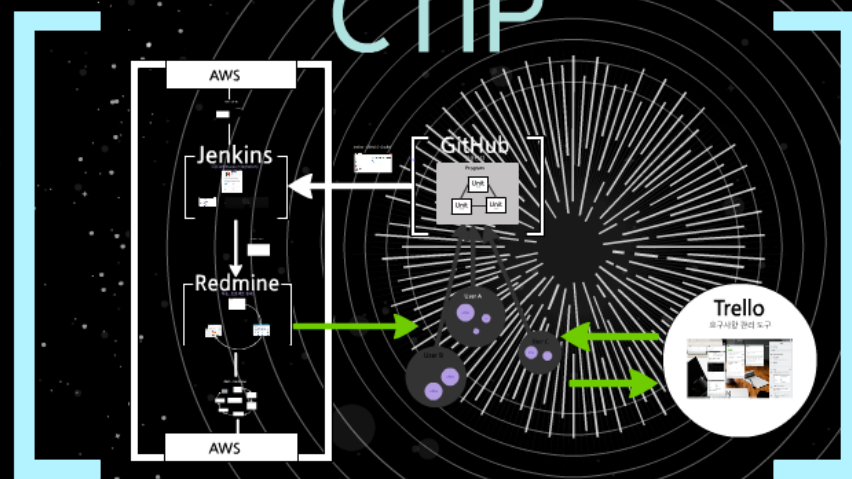 CTIP
AWS
Jenkins
GitHub
Program
Unit
Unit
Unit
Redmine
User A
User B
Trello
요구사항 관리 도구
AWS